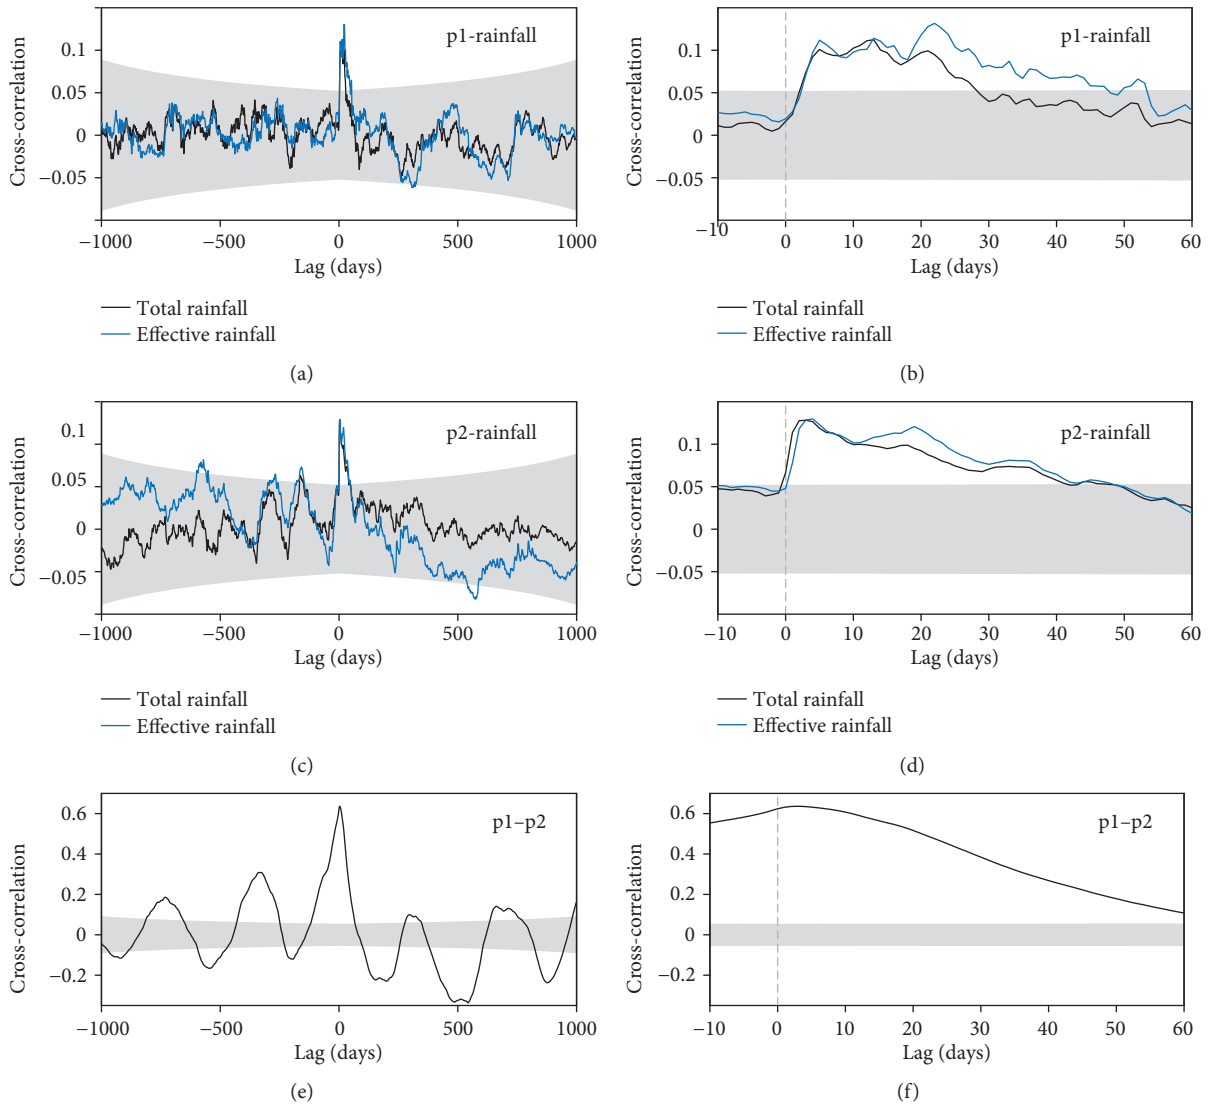 p1-rainfall
Cross-correlation
0.1
0.05
0
−0.05
−1000 −500 0 500 1000
Lag (days)
Total rainfall
Effective rainfall
(a)
p1-rainfall
Cross-correlation
0.1
0.05
0
−0.05
−10 0 10 20 30 40 50 60
Lag (days)
Total rainfall
Effective rainfall
(b)
p2-rainfall
Cross-correlation
0.1
0.05
0
−0.05
−1000 −500 0 500 1000
Lag (days)
Total rainfall
Effective rainfall
(c)
p2-rainfall
Cross-correlation
0.1
0.05
0
−0.05
−10 0 10 20 30 40 50 60
Lag (days)
Total rainfall
Effective rainfall
(d)
p1–p2
Cross-correlation
0.6
0.4
0.2
0
−0.2
−1000 −500 0 500 1000
Lag (days)
(e)
p1–p2
Cross-correlation
0.6
0.4
0.2
0
−0.2
−10 0 10 20 30 40 50 60
Lag (days)
(f)